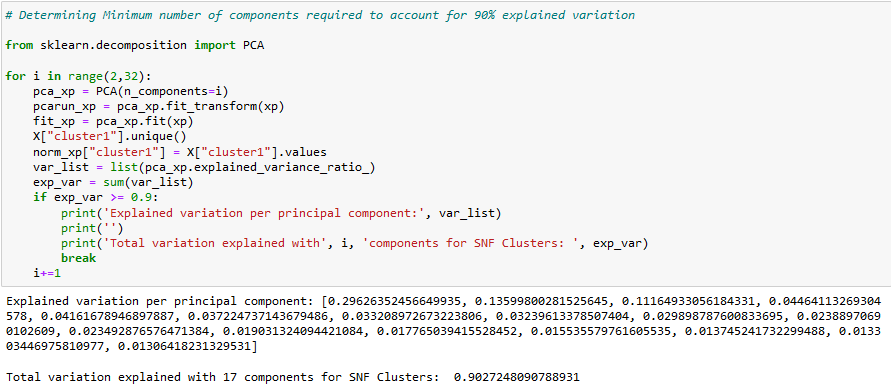 # Determining Minimum number of components required to account for 90% explained variation
from sklearn.decomposition import PCA
for i in range(2,32):
    pca_xp = PCA(n_components=i)
    pcarun_xp = pca_xp.fit_transform(xp)
    fit_xp = pca_xp.fit(xp)
    X["cluster1"].unique()
    norm_xp["cluster1"] = X["cluster1"].values
    var_list = list(pca_xp.explained_variance_ratio_)
    exp_var = sum(var_list)
    if exp_var >= 0.9:
        print('Explained variation per principal component:', var_list)
        print('')
        print('Total variation explained with', i, 'components for SNF Clusters: ', exp_var)
        break
    i+=1
Explained variation per principal component: [0.29626352456649935, 0.13599800281525645, 0.11164933056184331, 0.04464113269304
578, 0.04161678946897887, 0.037224737143679486, 0.033208972673223806, 0.03239613378507404, 0.029898787600833695, 0.0238897069
0102609, 0.023492876576471384, 0.019031324094421084, 0.017765039415528452, 0.015535579761605535, 0.013745241732299488, 0.0133
03446975810977, 0.01306418231329531]
Total variation explained with 17 components for SNF Clusters:  0.9027248090788931